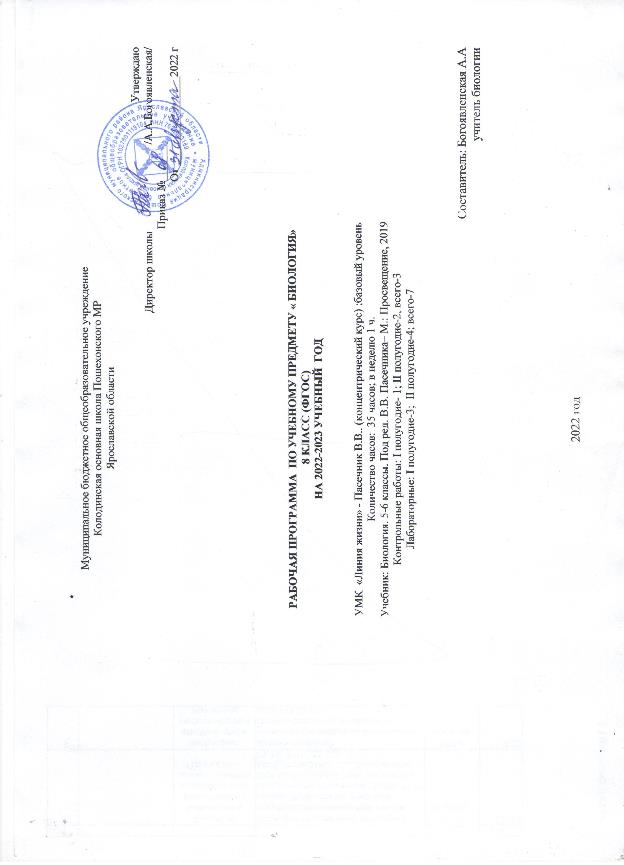 Муниципальное бюджетное общеобразовательное учреждение
Колодинская основная школа Пошехонского МР
Ярославской области
Утверждаю
Директор школы /А.А.Богоявленская/
Приказ №
От 2022 г
РАБОЧАЯ ПРОГРАММА ПО УЧЕБНОМУ ПРЕДМЕТУ « БИОЛОГИЯ»
8 КЛАСС (ФГОС)
НА 2022-2023 УЧЕБНЫЙ ГОД
УМК «Линия жизни» - Пасечник В.В.. (концентрический курс) ;базовый уровень
Количество часов: 35 часов; в неделю 1 ч.
Учебник: Биология. 5-6 классы. Под ред. В.В. Пасечника– М.: Просвещение, 2019
Контрольные работы: I полугодие- 1; II полугодие-2, всего-3
Лабораторные: I полугодие-3; II полугодие-4; всего-7
Составитель: Богоявленская А.А
учитель биологии
2022 год